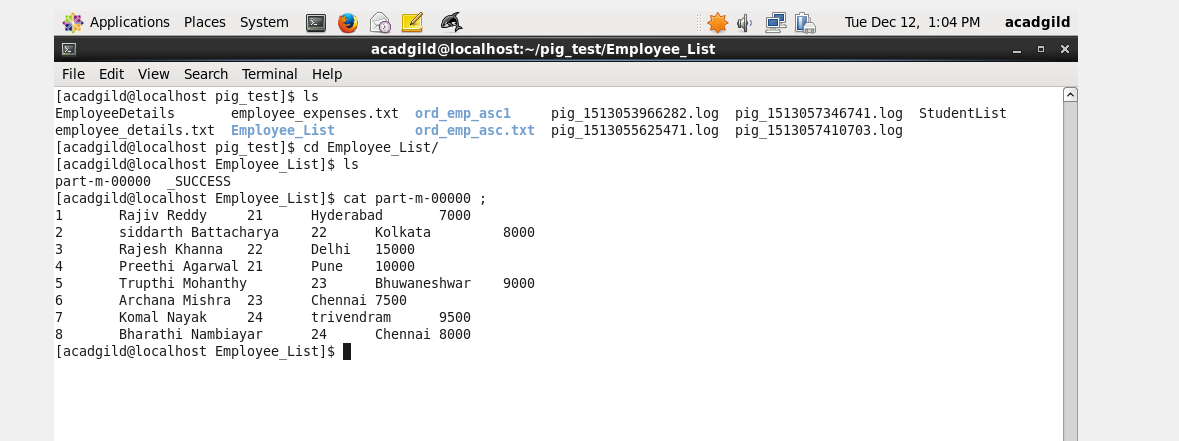 Applications Places System Tue Dec 12, 1:04 PM acadgild
acadgild@localhost:~/pig_test/Employee_List
File Edit View Search Terminal Help
[acadgild@localhost pig_test]$ ls
EmployeeDetails       employee_expenses.txt  ord_emp_asc1     pig_1513053966282.log  pig_1513057346741.log  StudentList
employee_details.txt  Employee_List          ord_emp_asc.txt  pig_1513055625471.log  pig_1513057410703.log
[acadgild@localhost pig_test]$ cd Employee_List/
[acadgild@localhost Employee_List]$ ls
part-m-00000  _SUCCESS
[acadgild@localhost Employee_List]$ cat part-m-00000 ;
1       Rajiv Reddy     21      Hyderabad       7000
2       siddarth Battacharya    22      Kolkata         8000
3       Rajesh Khanna   22      Delhi   15000
4       Preethi Agarwal 21      Pune    10000
5       Trupthi Mohanthy        23      Bhuwaneshwar    9000
6       Archana Mishra  23      Chennai 7500
7       Komal Nayak     24      trivendram      9500
8       Bharathi Nambiayar      24      Chennai 8000
[acadgild@localhost Employee_List]$